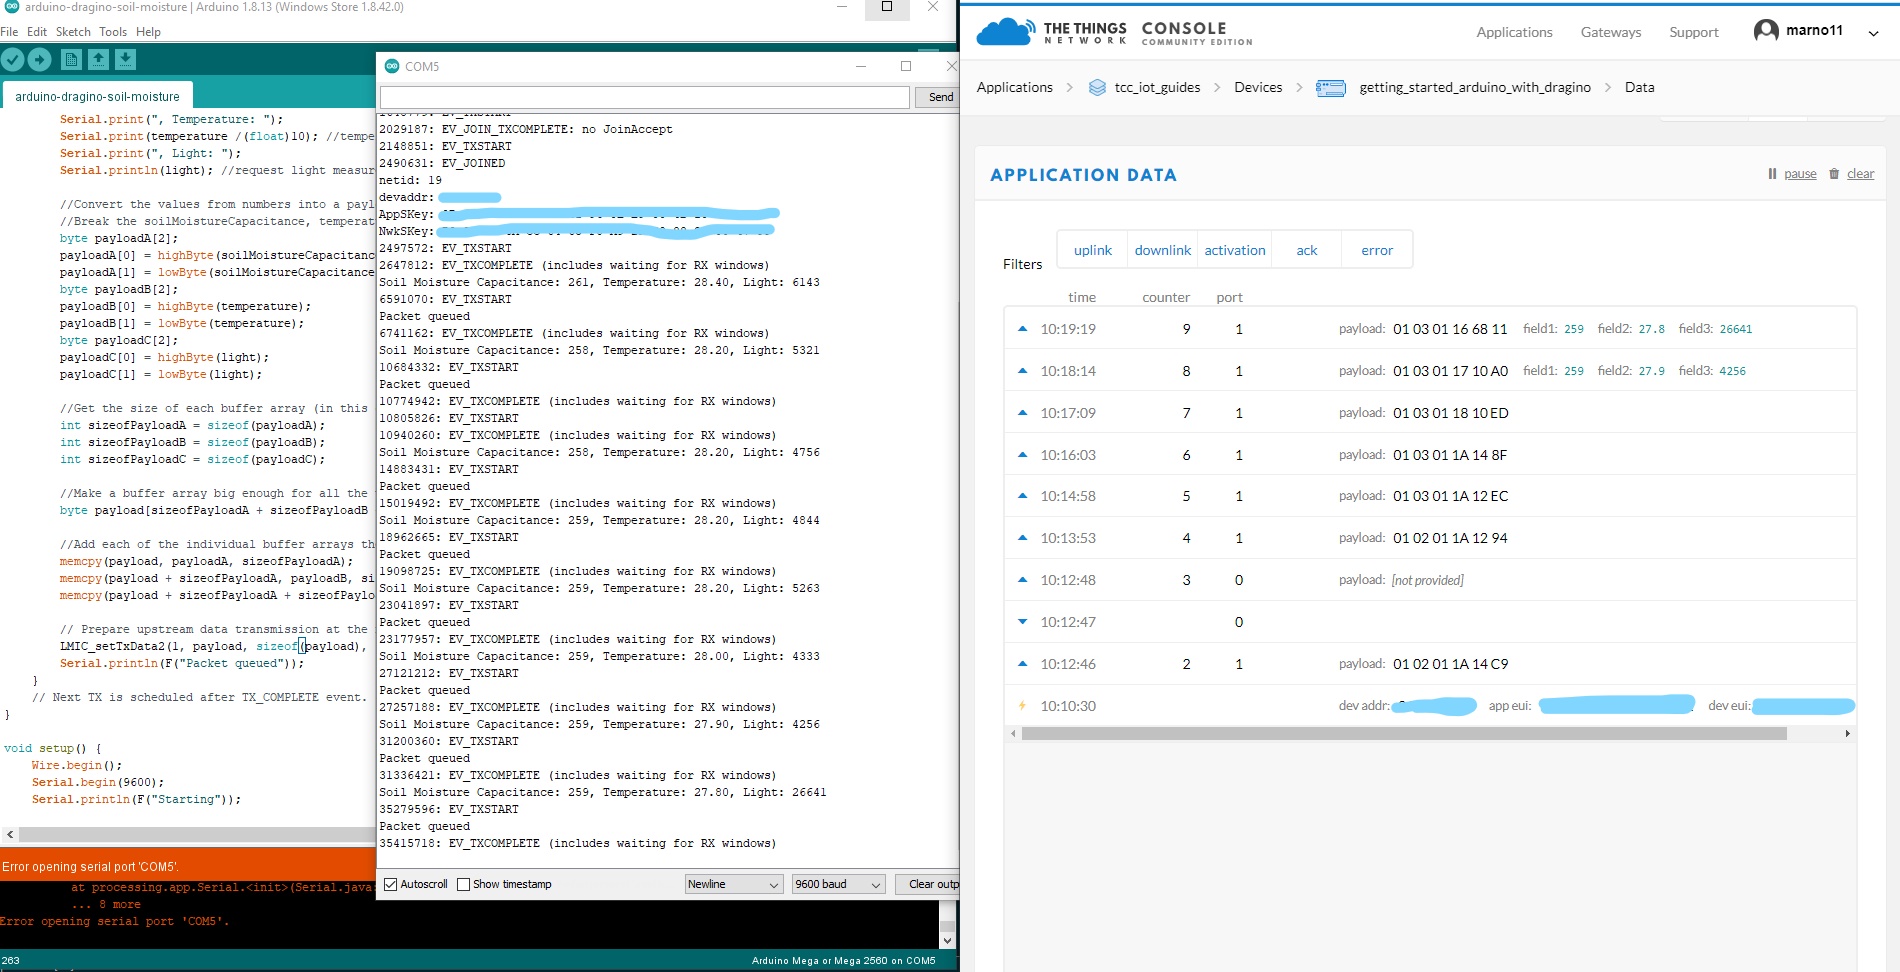 arduino-dragino-soil-moisture | Arduino 1.8.13 (Windows Store 1.8.42.0)
File Edit Sketch Tools Help
arduino-dragino-soil-moisture
Serial.print(", Temperature: ");
Serial.print(temperature /(float)10); //tempe
Serial.print(", Light: ");
Serial.println(light); //request light measur
//Convert the values from numbers into a payl
//Break the soilMoistureCapacitance, temperat
byte payloadA[2];
payloadA[0] = highByte(soilMoistureCapacitanc
payloadA[1] = lowByte(soilMoistureCapacitance
byte payloadB[2];
payloadB[0] = highByte(temperature);
payloadB[1] = lowByte(temperature);
byte payloadC[2];
payloadC[0] = highByte(light);
payloadC[1] = lowByte(light);
//Get the size of each buffer array (in this
int sizeofPayloadA = sizeof(payloadA);
int sizeofPayloadB = sizeof(payloadB);
int sizeofPayloadC = sizeof(payloadC);
//Make a buffer array big enough for all the
byte payload[sizeofPayloadA + sizeofPayloadB
//Add each of the individual buffer arrays th
memcpy(payload, payloadA, sizeofPayloadA);
memcpy(payload + sizeofPayloadA, payloadB, si
memcpy(payload + sizeofPayloadA + sizeofPaylo
// Prepare upstream data transmission at the
LMIC_setTxData2(1, payload, sizeof(payload),
Serial.println(F("Packet queued"));
}
// Next TX is scheduled after TX_COMPLETE event.
}
void setup() {
Wire.begin();
Serial.begin(9600);
Serial.println(F("Starting"));
Error opening serial port 'COM5'.
at processing.app.Serial.<init>(Serial.java:
... 8 more
Error opening serial port 'COM5'.
263
Arduino Mega or Mega 2560 on COM5
COM5
Send
2029187: EV_JOIN_TXCOMPLETE: no JoinAccept
2148851: EV_TXSTART
2490631: EV_JOINED
netid: 19
devaddr:
AppSKey:
NwkSKey:
2497572: EV_TXSTART
2647812: EV_TXCOMPLETE (includes waiting for RX windows)
Soil Moisture Capacitance: 261, Temperature: 28.40, Light: 6143
6591070: EV_TXSTART
Packet queued
6741162: EV_TXCOMPLETE (includes waiting for RX windows)
Soil Moisture Capacitance: 258, Temperature: 28.20, Light: 5321
10684332: EV_TXSTART
Packet queued
10774942: EV_TXCOMPLETE (includes waiting for RX windows)
10805826: EV_TXSTART
10940260: EV_TXCOMPLETE (includes waiting for RX windows)
Soil Moisture Capacitance: 258, Temperature: 28.20, Light: 4756
14883431: EV_TXSTART
Packet queued
15019492: EV_TXCOMPLETE (includes waiting for RX windows)
Soil Moisture Capacitance: 259, Temperature: 28.20, Light: 4844
18962665: EV_TXSTART
Packet queued
19098725: EV_TXCOMPLETE (includes waiting for RX windows)
Soil Moisture Capacitance: 259, Temperature: 28.20, Light: 5263
23041897: EV_TXSTART
Packet queued
23177957: EV_TXCOMPLETE (includes waiting for RX windows)
Soil Moisture Capacitance: 259, Temperature: 28.00, Light: 4333
27121212: EV_TXSTART
Packet queued
27257188: EV_TXCOMPLETE (includes waiting for RX windows)
Soil Moisture Capacitance: 259, Temperature: 27.90, Light: 4256
31200360: EV_TXSTART
Packet queued
31336421: EV_TXCOMPLETE (includes waiting for RX windows)
Soil Moisture Capacitance: 259, Temperature: 27.80, Light: 26641
35279596: EV_TXSTART
Packet queued
35415718: EV_TXCOMPLETE (includes waiting for RX windows)
Autoscroll Show timestamp Newline 9600 baud Clear outp
THE THINGS NETWORK CONSOLE COMMUNITY EDITION
Applications Gateways Support marno11
Applications > tcc_iot_guides > Devices > getting_started_arduino_with_dragino > Data
APPLICATION DATA
pause clear
Filters uplink downlink activation ack error
time counter port
10:19:19 9 1 payload: 01 03 01 16 68 11 field1: 259 field2: 27.8 field3: 26641
10:18:14 8 1 payload: 01 03 01 17 10 A0 field1: 259 field2: 27.9 field3: 4256
10:17:09 7 1 payload: 01 03 01 18 10 ED
10:16:03 6 1 payload: 01 03 01 1A 14 8F
10:14:58 5 1 payload: 01 03 01 1A 12 EC
10:13:53 4 1 payload: 01 02 01 1A 12 94
10:12:48 3 0 payload: [not provided]
10:12:47 0
10:12:46 2 1 payload: 01 02 01 1A 14 C9
10:10:30 dev addr: app eui: dev eui: